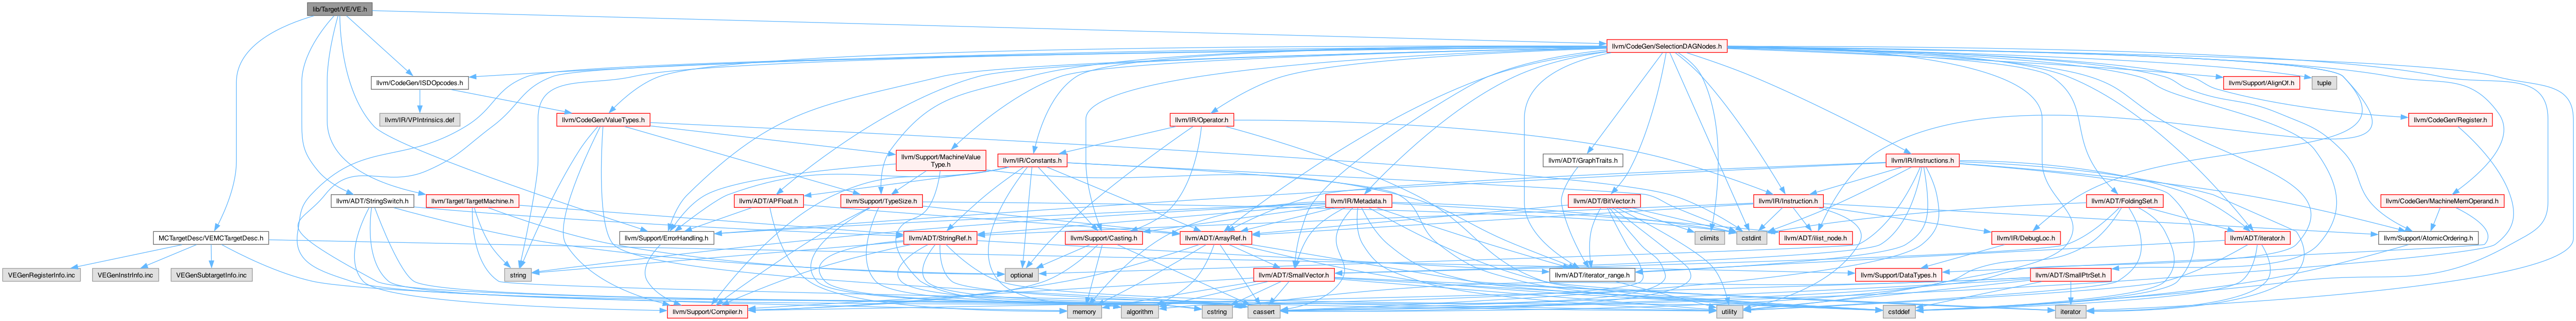 lib/Target/VE/VE.h
llvm/CodeGen/SelectionDAGNodes.h
llvm/CodeGen/ISDOpcodes.h
llvm/Support/AlignOf.h
tuple
llvm/IR/VPIntrinsics.def
llvm/CodeGen/ValueTypes.h
llvm/IR/Operator.h
llvm/CodeGen/Register.h
llvm/Support/MachineValue
Type.h
llvm/IR/Constants.h
llvm/ADT/GraphTraits.h
llvm/IR/Instructions.h
llvm/ADT/StringSwitch.h
llvm/Target/TargetMachine.h
llvm/ADT/APFloat.h
llvm/Support/TypeSize.h
llvm/IR/Metadata.h
llvm/ADT/BitVector.h
llvm/IR/Instruction.h
llvm/ADT/FoldingSet.h
llvm/CodeGen/MachineMemOperand.h
MCTargetDesc/VEMCTargetDesc.h
llvm/Support/ErrorHandling.h
llvm/ADT/StringRef.h
llvm/Support/Casting.h
llvm/ADT/ArrayRef.h
climits
cstdint
llvm/ADT/ilist_node.h
llvm/IR/DebugLoc.h
llvm/ADT/iterator.h
llvm/Support/AtomicOrdering.h
VEGenRegisterInfo.inc
VEGenInstrInfo.inc
VEGenSubtargetInfo.inc
string
optional
llvm/ADT/SmallVector.h
llvm/ADT/iterator_range.h
llvm/Support/DataTypes.h
llvm/ADT/SmallPtrSet.h
llvm/Support/Compiler.h
memory
algorithm
cstring
cassert
utility
cstddef
iterator